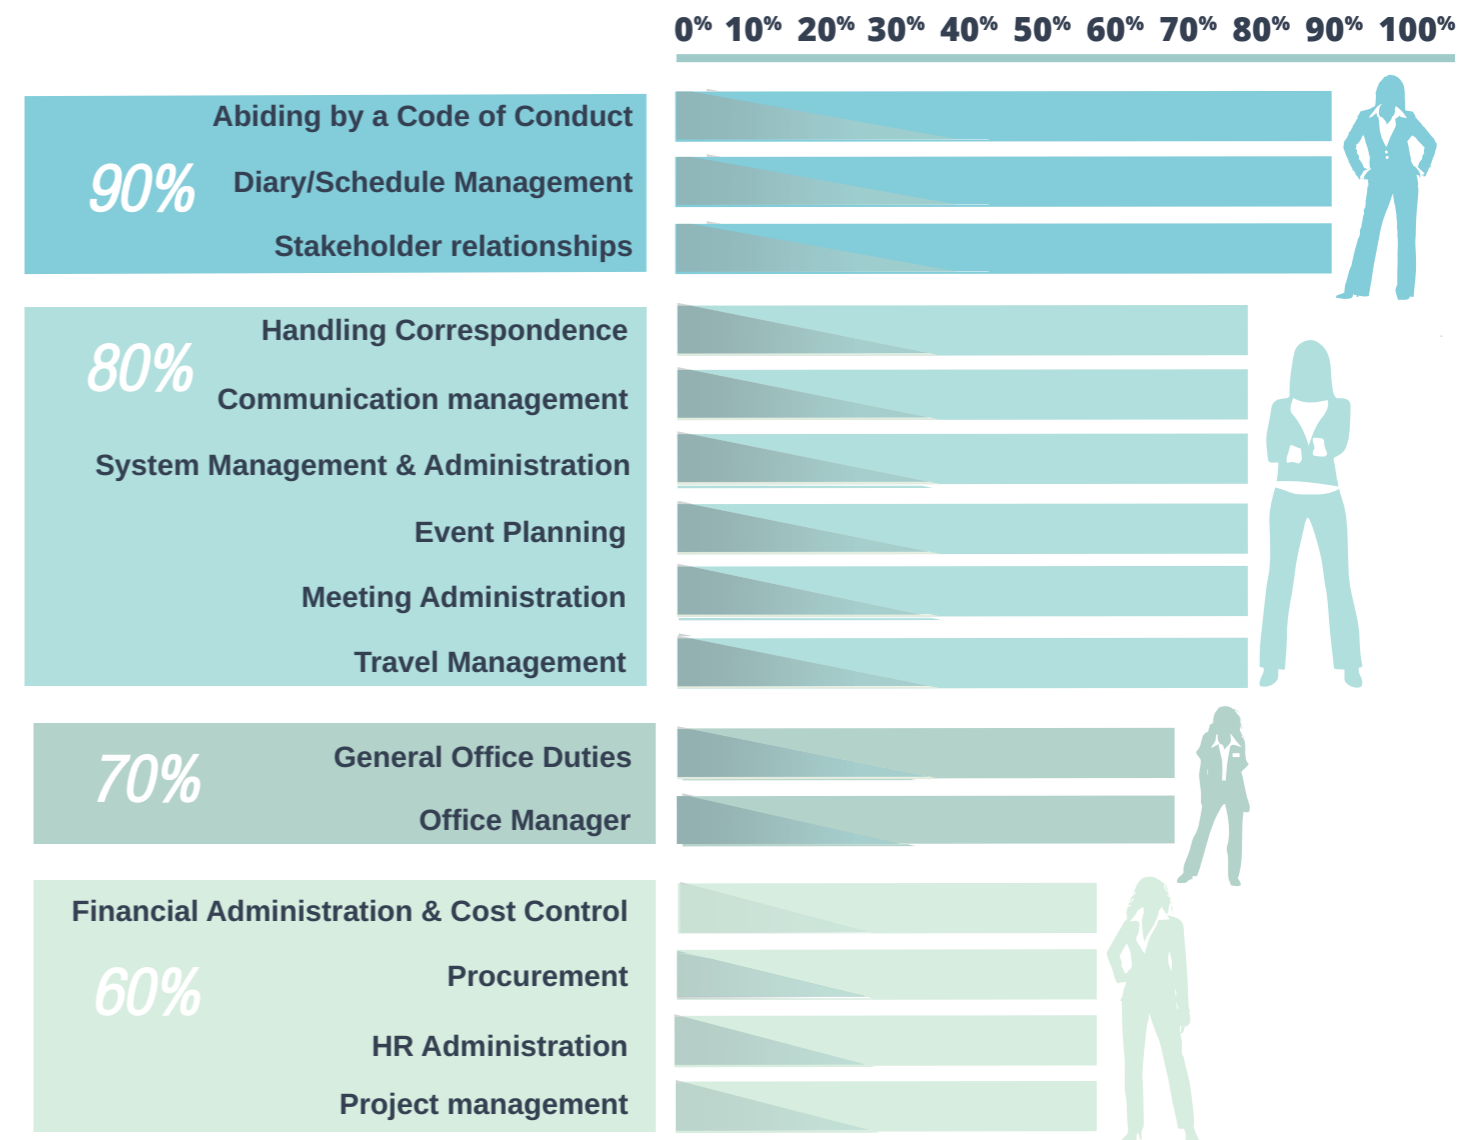 0% 10% 20% 30% 40% 50% 60% 70% 80% 90% 100%
90%
Abiding by a Code of Conduct
Diary/Schedule Management
Stakeholder relationships
80%
Handling Correspondence
Communication management
System Management & Administration
Event Planning
Meeting Administration
Travel Management
70%
General Office Duties
Office Manager
60%
Financial Administration & Cost Control
Procurement
HR Administration
Project management